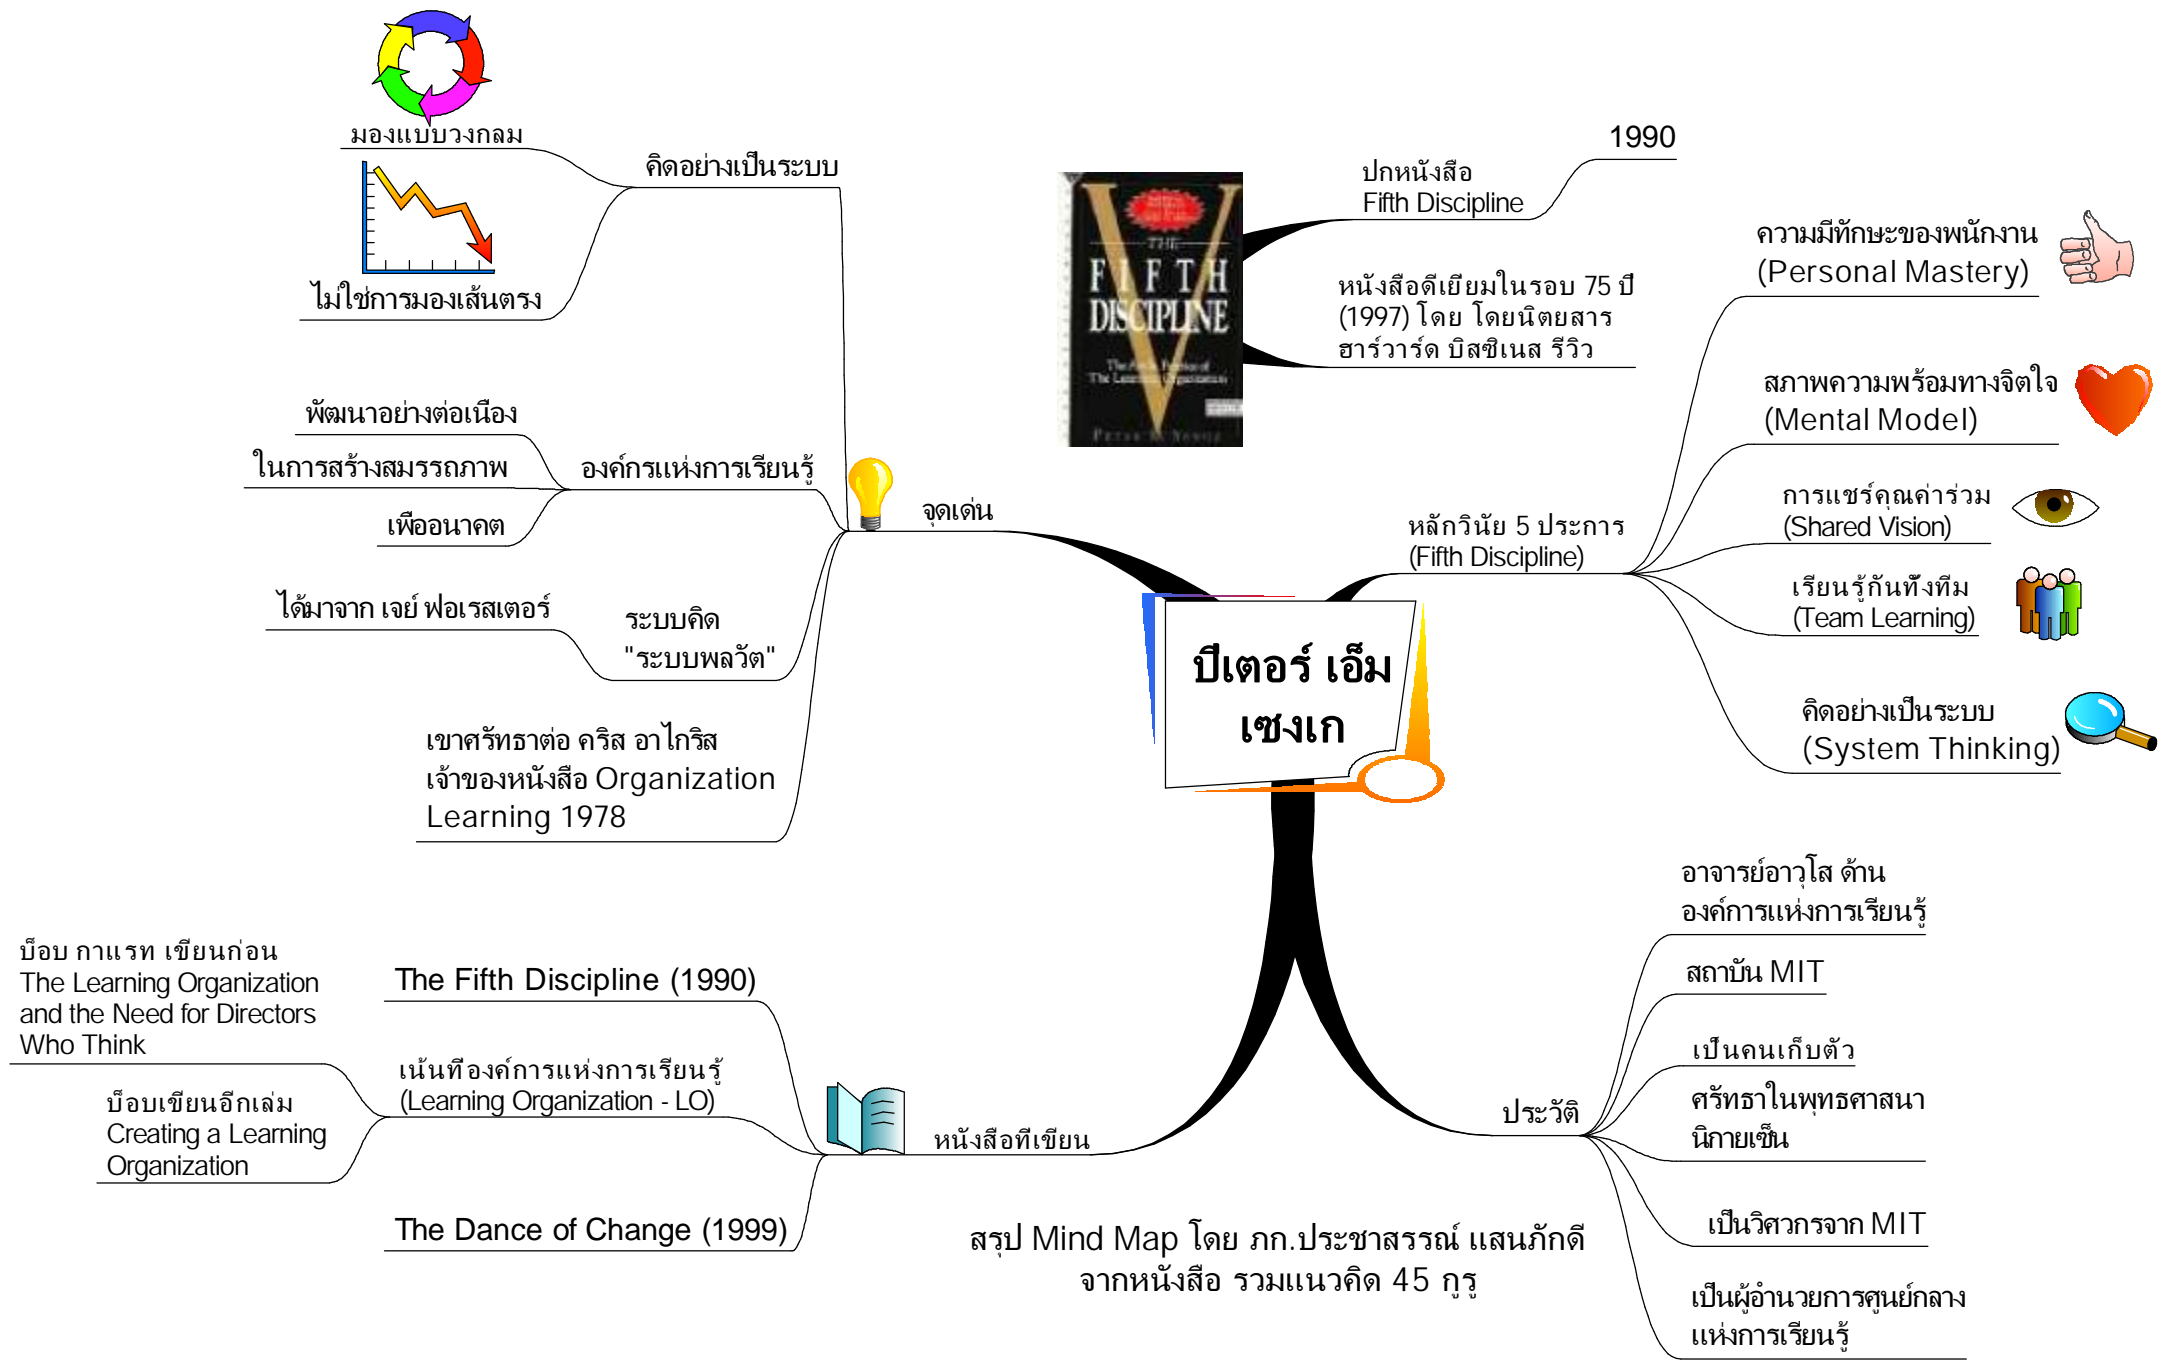 มองแบบวงกลม
คิดอย่างเป็นระบบ
ไม่ใช่การมองเส้นตรง
พัฒนาอย่างต่อเนื่อง
ในการสร้างสมรรถภาพ
เพื่ออนาคต
องค์กรแห่งการเรียนรู้
จุดเด่น
ได้มาจาก เจย์ ฟอเรสเตอร์
ระบบคิด
"ระบบพลวัต"
เขาศรัทธาต่อ คริส อาไกริส
เจ้าของหนังสือ Organization
Learning 1978
THE
FIFTH
DISCIPLINE
The Learning Organization
ปกหนังสือ
Fifth Discipline
1990
หนังสือดีเยี่ยมในรอบ 75 ปี
(1997) โดย โดยนิตยสาร
ฮาร์วาร์ด บิสซิเนส รีวิว
ความมีทักษะของพนักงาน
(Personal Mastery)
สภาพความพร้อมทางจิตใจ
(Mental Model)
การแชร์คุณค่าร่วม
(Shared Vision)
หลักวินัย 5 ประการ
(Fifth Discipline)
เรียนรู้กันทั้งทีม
(Team Learning)
คิดอย่างเป็นระบบ
(System Thinking)
ปีเตอร์ เอ็ม
เซงเก
อาจารย์อาวุโส ด้าน
องค์การแห่งการเรียนรู้
สถาบัน MIT
เป็นคนเก็บตัว
ศรัทธาในพุทธศาสนา
นิกายเซ็น
ประวัติ
เป็นวิศวกรจาก MIT
เป็นผู้อำนวยการศูนย์กลาง
แห่งการเรียนรู้
บ็อบ กาแรท เขียนก่อน
The Learning Organization
and the Need for Directors
Who Think
บ็อบเขียนอีกเล่ม
Creating a Learning
Organization
The Fifth Discipline (1990)
เน้นที่องค์การแห่งการเรียนรู้
(Learning Organization - LO)
The Dance of Change (1999)
หนังสือที่เขียน
สรุป Mind Map โดย ภก.ประชาสรรณ์ แสนภักดี
จากหนังสือ รวมแนวคิด 45 กูรู